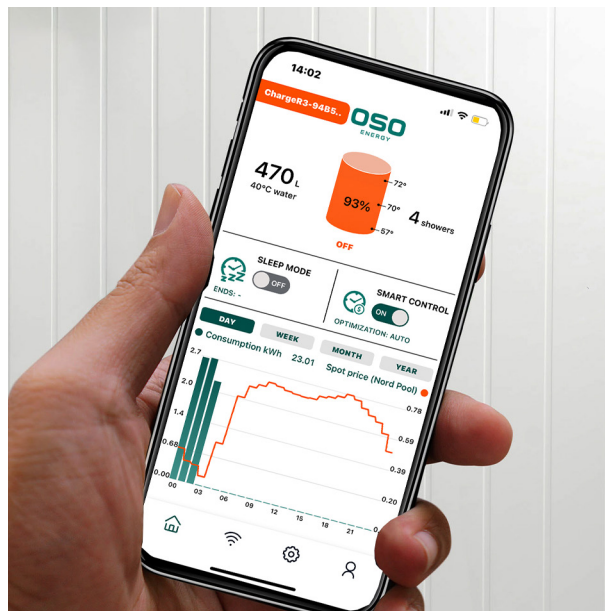 14:02
ChargeR3-94B5..
OSO
ENERGY
470 L
40°C water
93%
72°
70°
57°
4 showers
OFF
SLEEP MODE
OFF
ENDS: -
SMART CONTROL
ON
OPTIMIZATION: AUTO
DAY
WEEK
MONTH
YEAR
Consumption kWh 23.01 Spot price (Nord Pool)
2.7
2.0
1.4
0.68
0.00
0.78
0.59
0.39
0.20
0
00 03 06 09 12 15 18 21